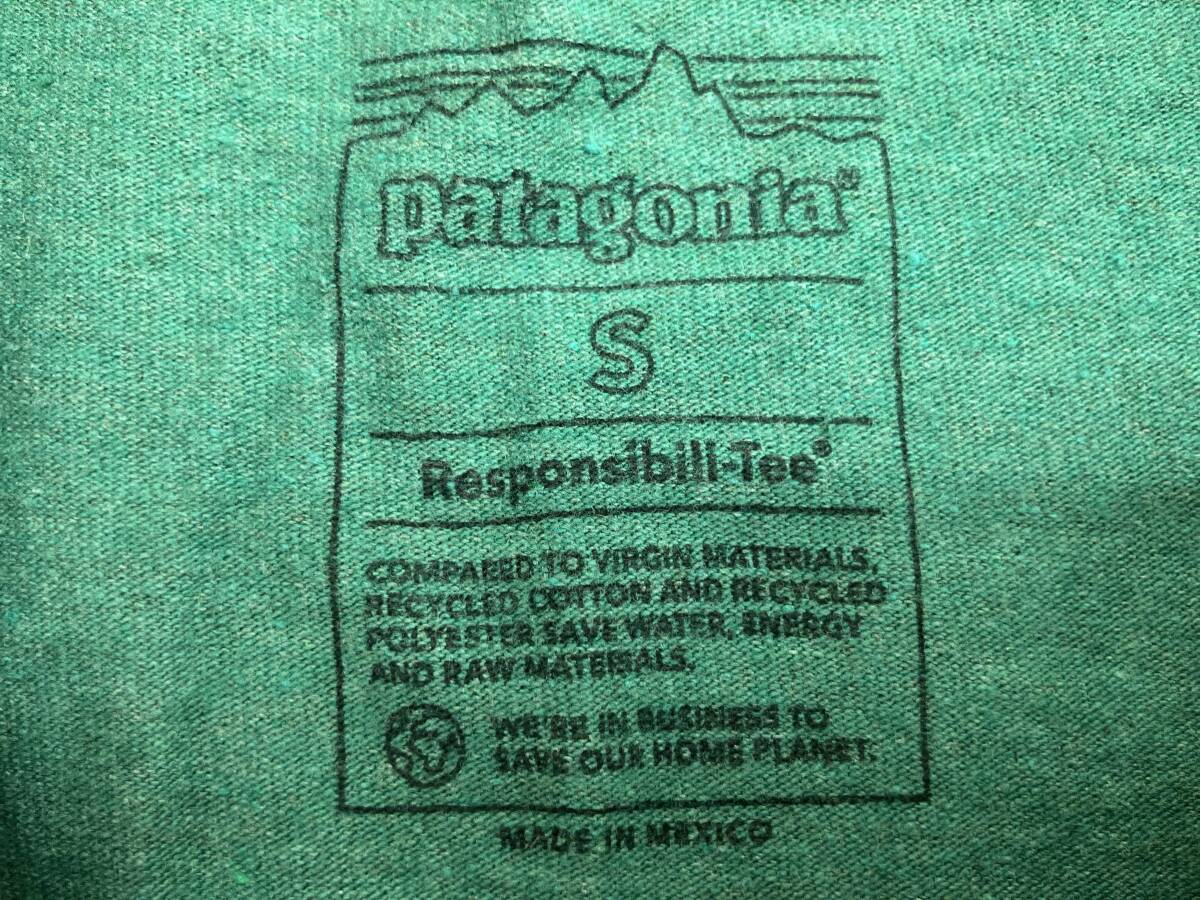 patagonia®
S
Responsibili-Tee®
COMPARED TO VIRGIN MATERIALS,
RECYCLED COTTON AND RECYCLED
POLYESTER SAVE WATER, ENERGY
AND RAW MATERIALS.
WE'RE IN BUSINESS TO
SAVE OUR HOME PLANET.
MADE IN MEXICO